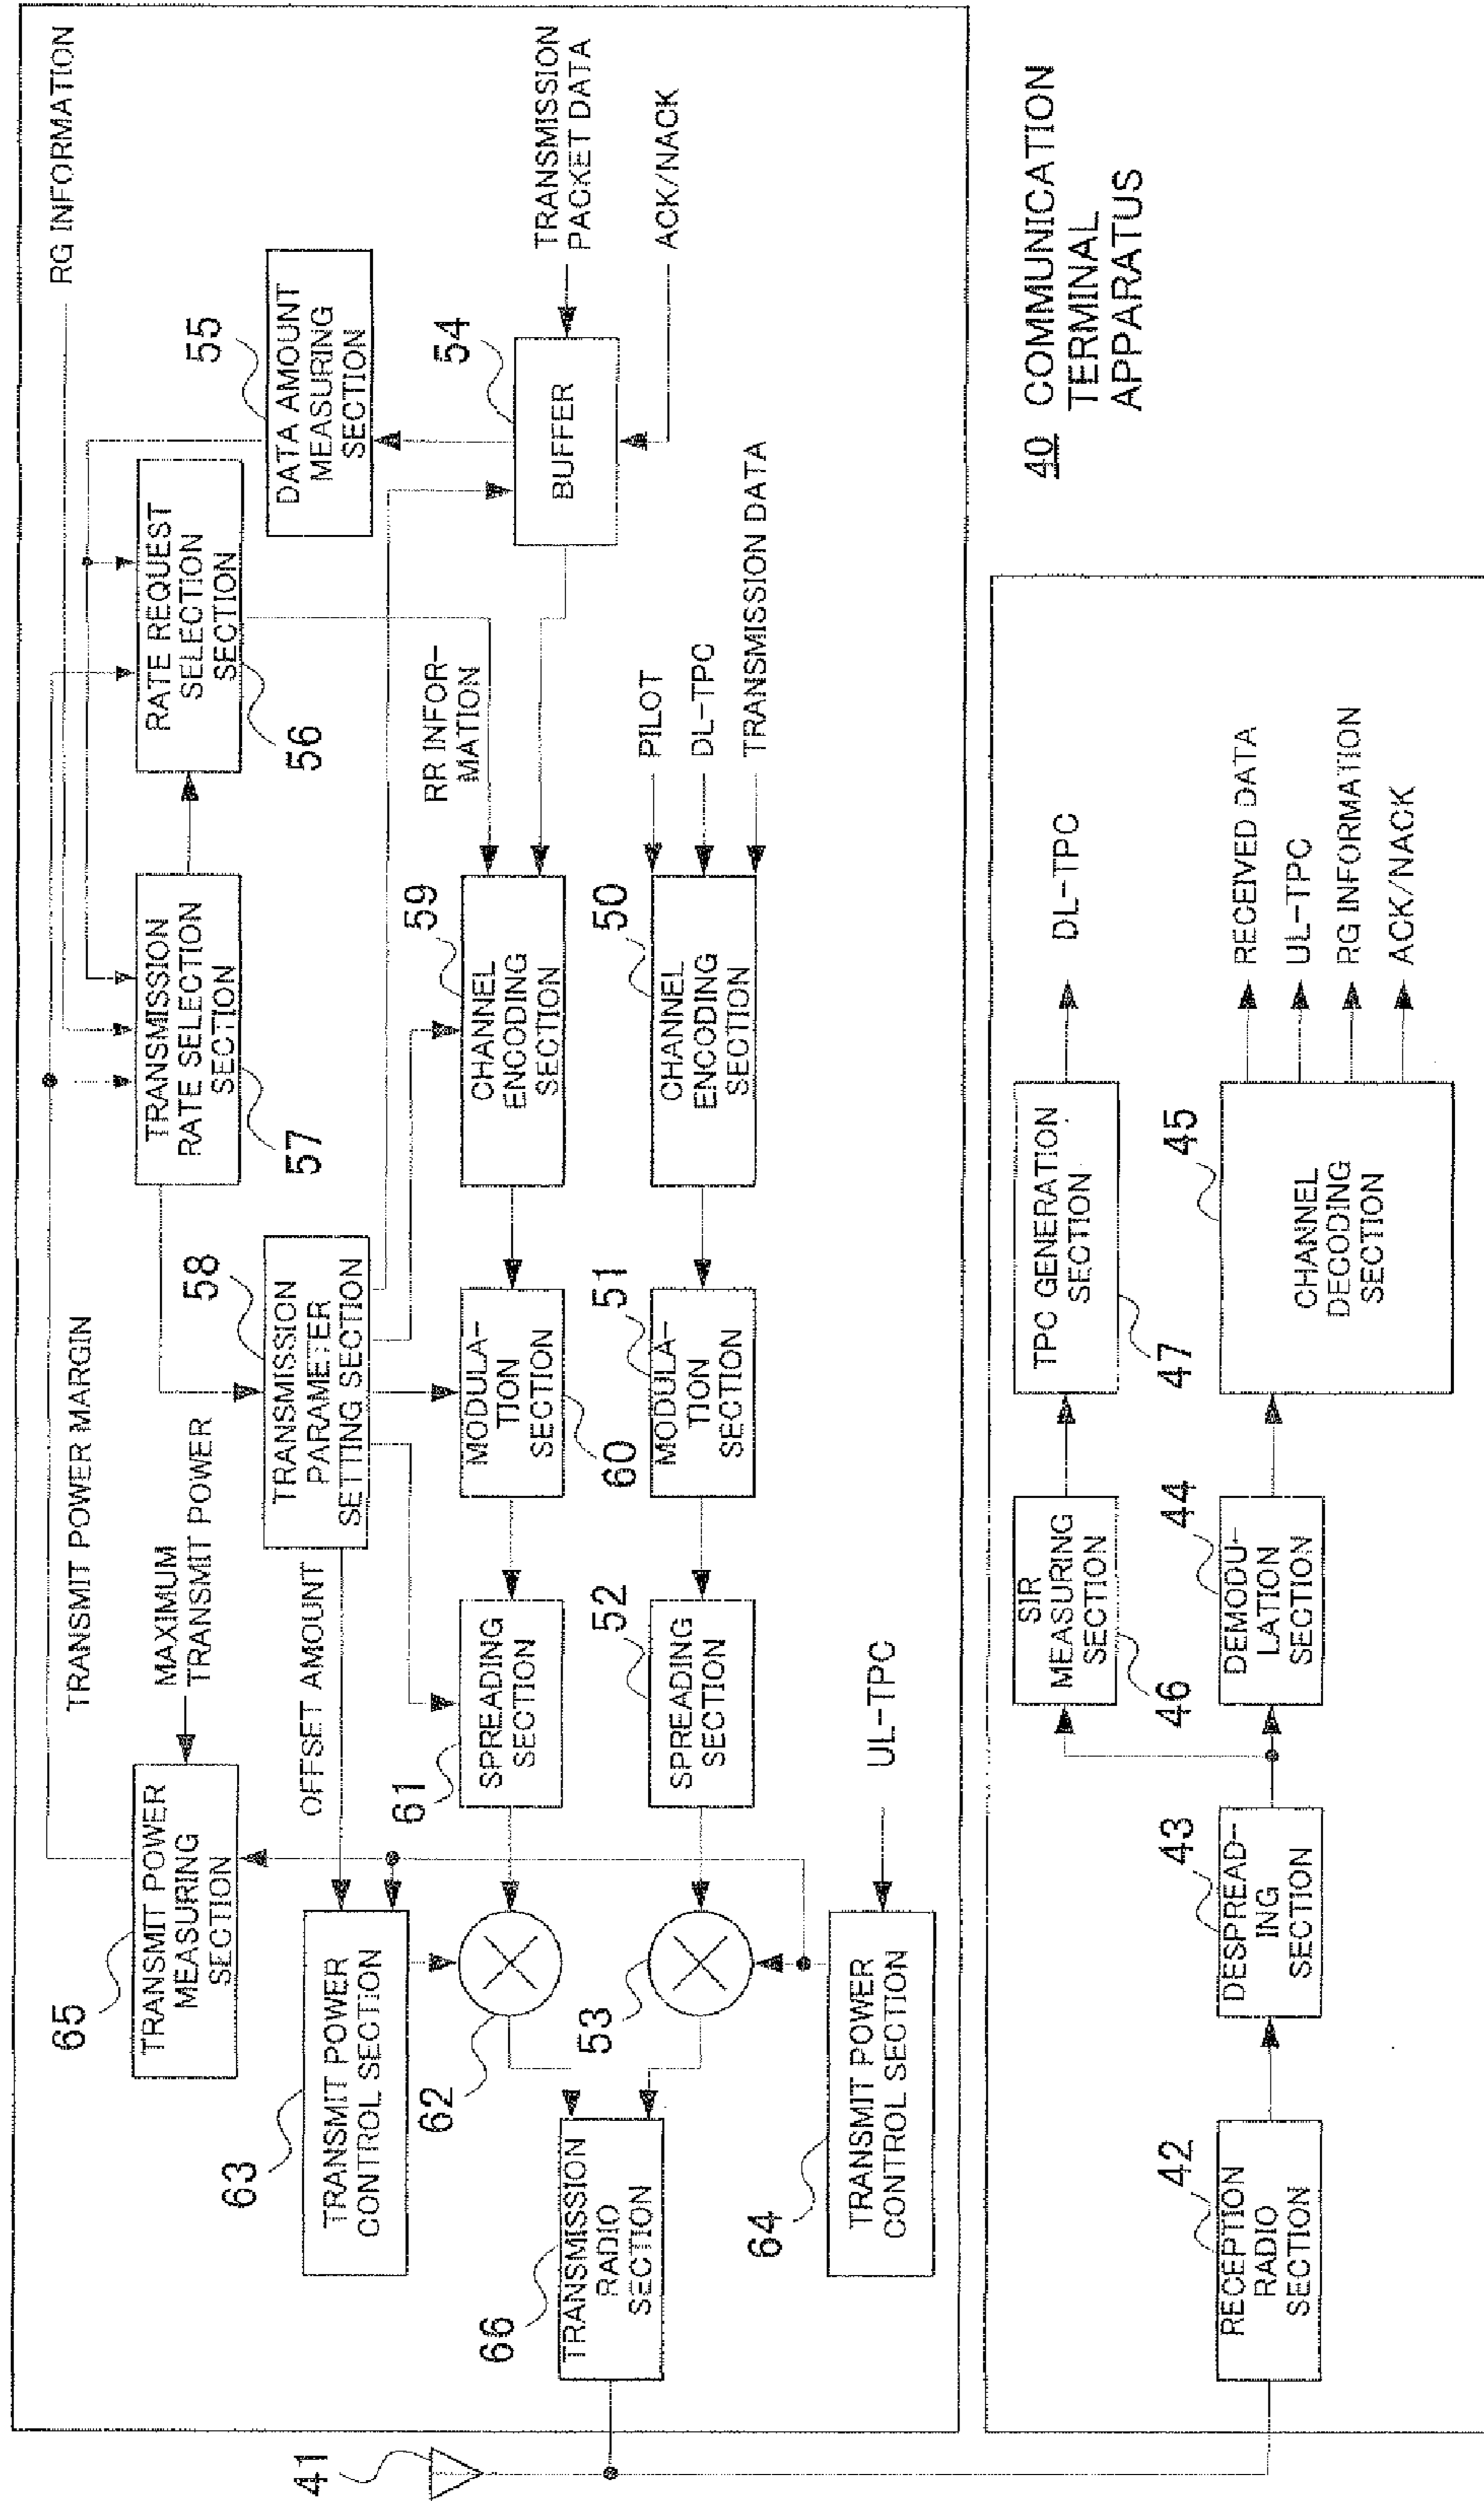 RG INFORMATION
TRANSMIT POWER MARGIN
MAXIMUM
TRANSMIT POWER
65
TRANSMIT POWER
MEASURING
SECTION
57
TRANSMISSION
RATE SELECTION
SECTION
56
RATE REQUEST
SELECTION
SECTION
55
DATA AMOUNT
MEASURING
SECTION
58
TRANSMISSION
PARAMETER
SETTING SECTION
OFFSET AMOUNT
63
TRANSMIT POWER
CONTROL SECTION
54
BUFFER
TRANSMISSION
PACKET DATA
ACK/NACK
RR INFOR-
MATION
59
CHANNEL
ENCODING
SECTION
60
MODULA-
TION
SECTION
61
SPREADING
SECTION
62
PILOT
DL-TPC
TRANSMISSION DATA
50
CHANNEL
ENCODING
SECTION
51
MODULA-
TION
SECTION
52
SPREADING
SECTION
53
66
TRANSMISSION
RADIO
SECTION
64
TRANSMIT POWER
CONTROL SECTION
UL-TPC
41
40 COMMUNICATION
TERMINAL
APPARATUS
46
SIR
MEASURING
SECTION
47
TPC GENERATION
SECTION
DL-TPC
42
RECEPTION
RADIO
SECTION
43
DESPREAD-
ING
SECTION
44
DEMODU-
LATION
SECTION
45
CHANNEL
DECODING
SECTION
RECEIVED DATA
UL-TPC
RG INFORMATION
ACK/NACK